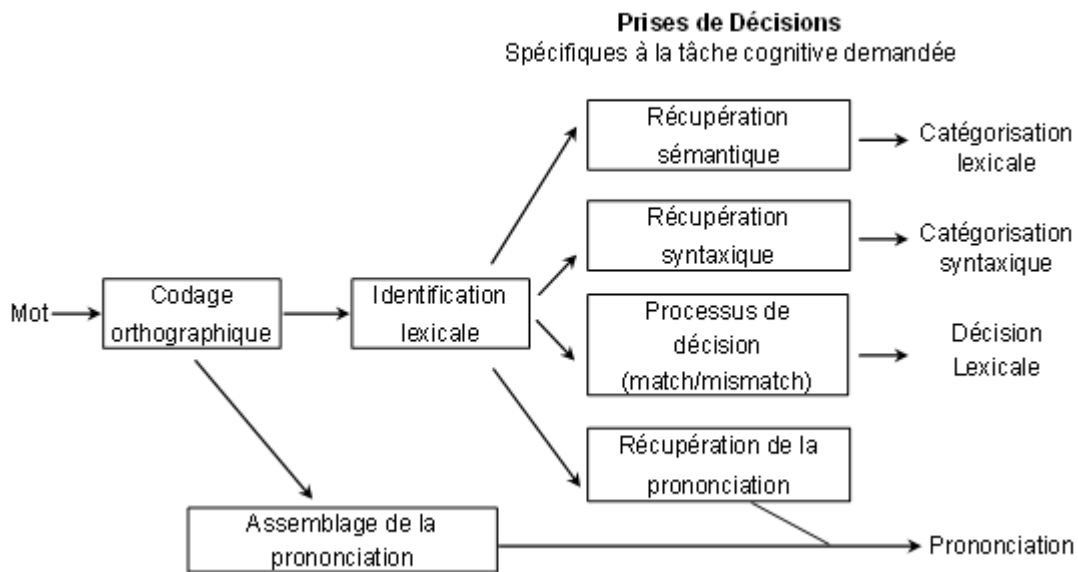 Prises de Décisions
Spécifiques à la tâche cognitive demandée
Récupération
sémantique
Catégorisation
lexicale
Récupération
syntaxique
Catégorisation
syntaxique
Mot
Codage
orthographique
Identification
lexicale
Processus de
décision
(match/mismatch)
Décision
Lexicale
Récupération de la
prononciation
Assemblage de la
prononciation
Prononciation